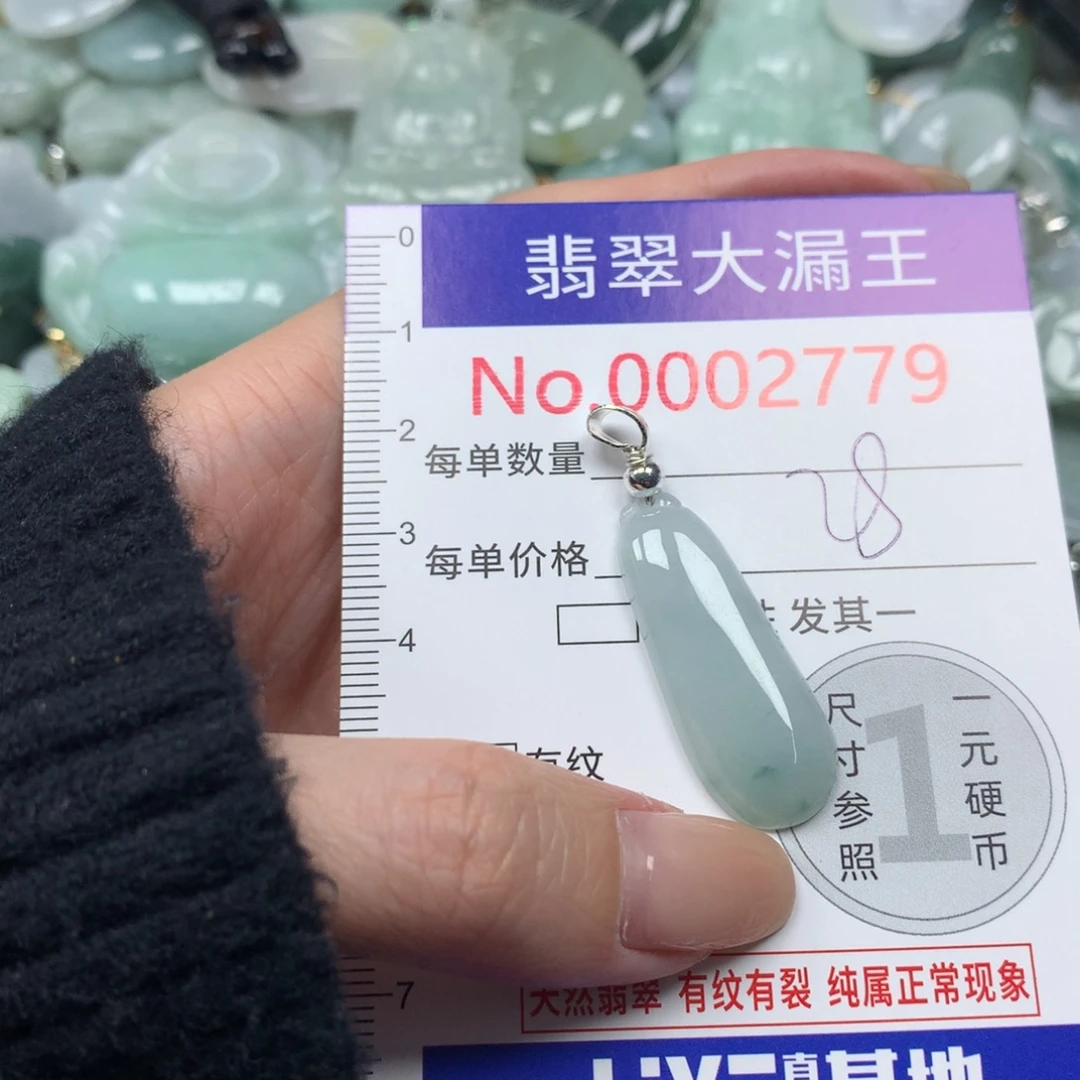 翡翠大漏王
0
1
No.0002779
2
每单数量
28
3
每单价格
发其一
4
有纹
尺寸参照
一元硬币
1
天然翡翠 有纹有裂 纯属正常现象
7
基地